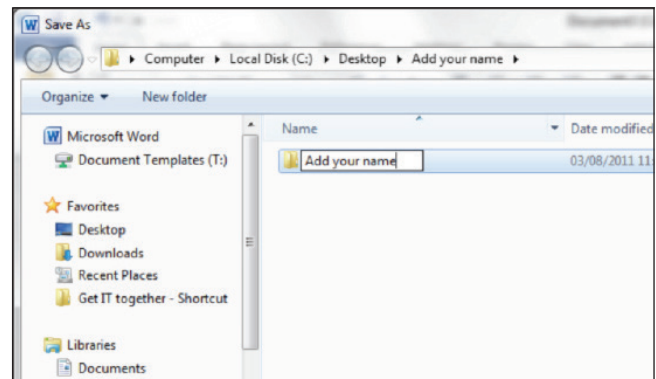 Save As
Computer Local Disk (C:) Desktop Add your name
Organize New folder
Microsoft Word
Document Templates (T:)
Favorites
Desktop
Downloads
Recent Places
Get IT together - Shortcut
Libraries
Documents
Name Date modified
Add your name 03/08/2011 11: